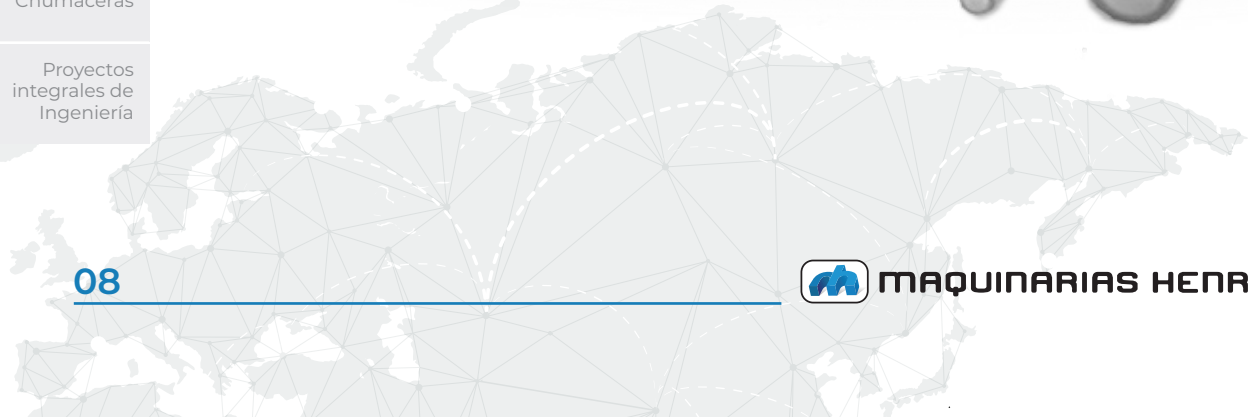 Chumaceras
Proyectos
integrales de
Ingeniería
08
MAQUINARIAS HENR